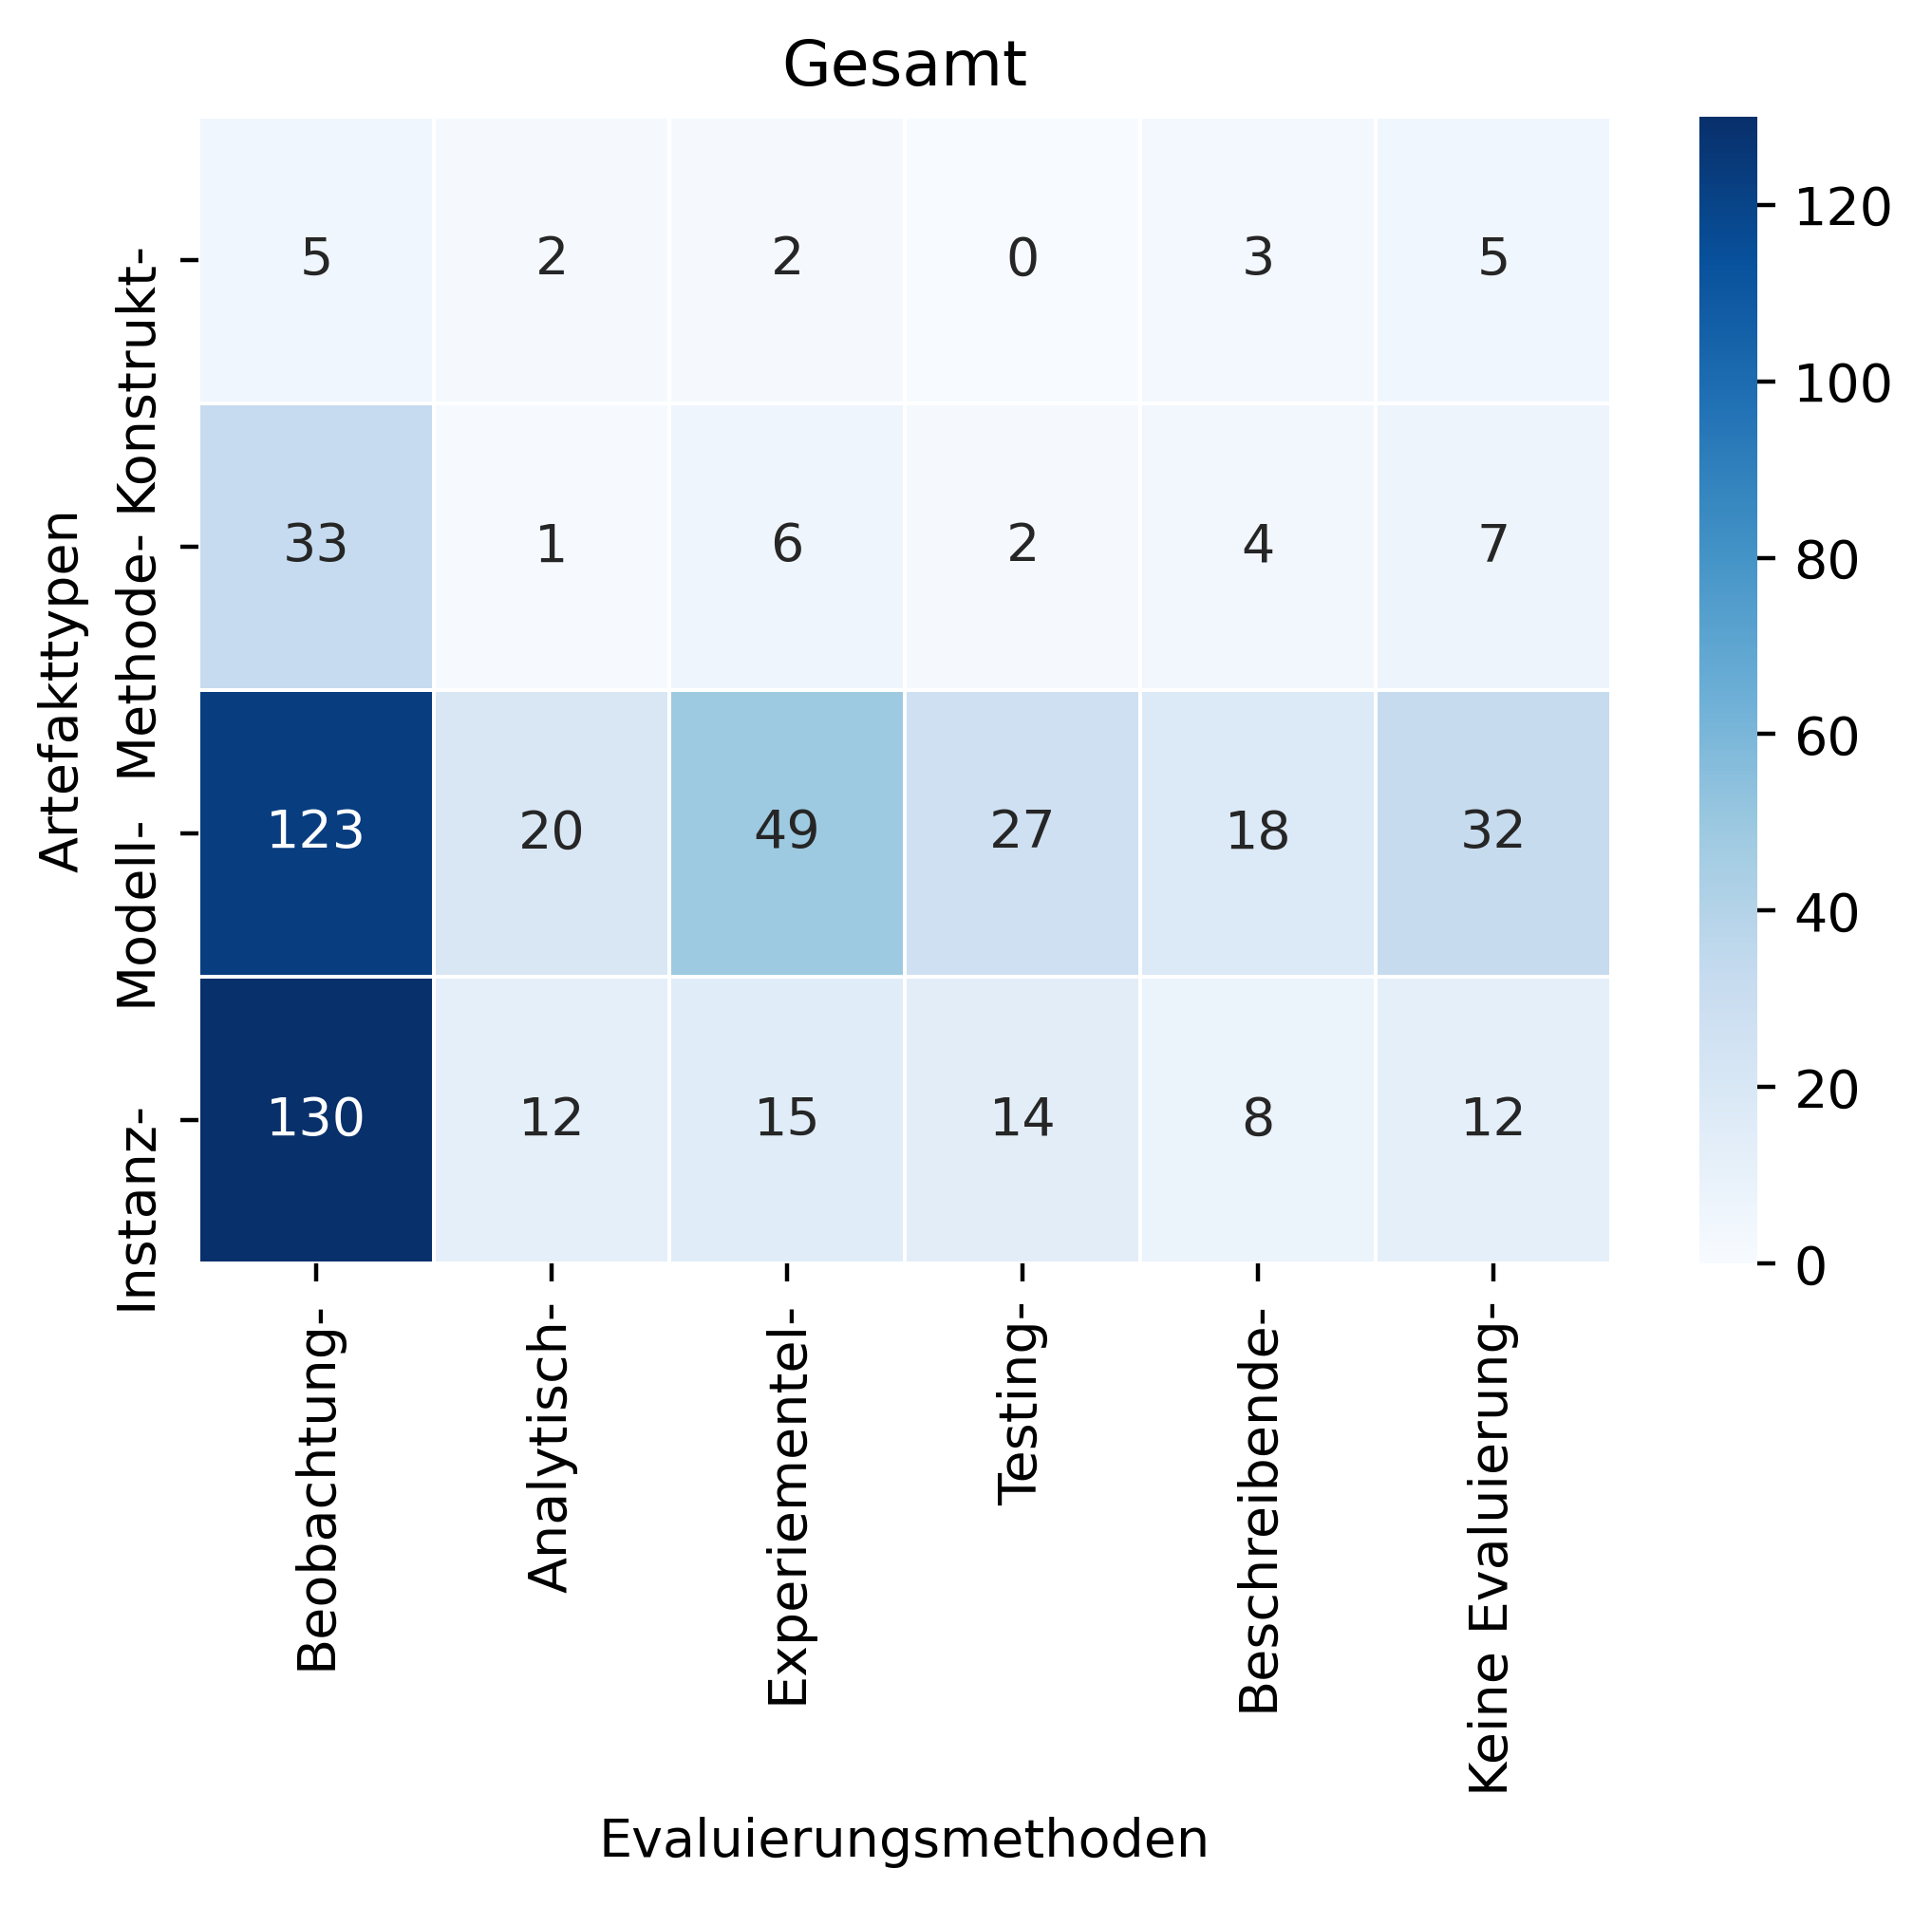 Gesamt
Artefakttypen
Konstrukt-
5 2 2 0 3 5
Methode-
33 1 6 2 4 7
Modell-
123 20 49 27 18 32
Instanz-
130 12 15 14 8 12
Beobachtung-
Analytisch-
Experiementel-
Testing-
Beschreibende-
Keine Evaluierung-
Evaluierungsmethoden
120
100
80
60
40
20
0